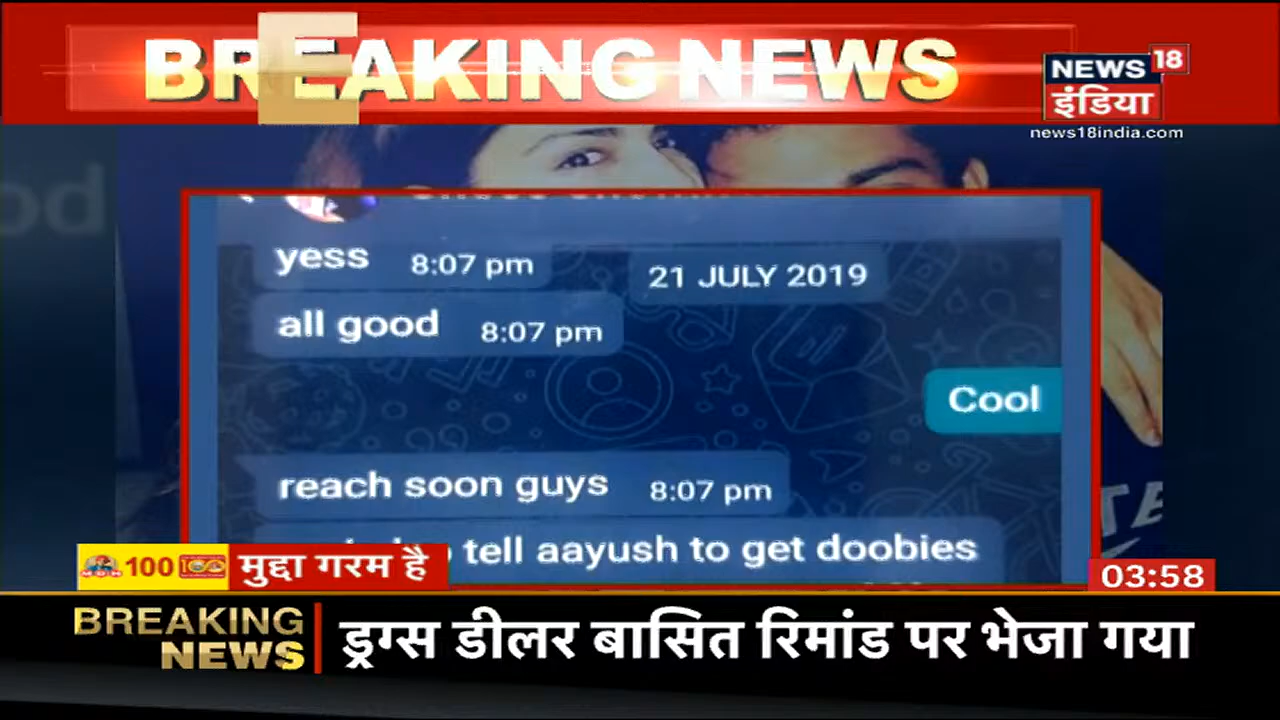 BREAKING NEWS
NEWS 18
इंडिया
news18india.com
od
yess 8:07 pm
21 JULY 2019
all good 8:07 pm
Cool
reach soon guys 8:07 pm
tell aayush to get doobies
100 मुद्दा गरम है
03:58
BREAKING NEWS
ड्रग्स डीलर बासित रिमांड पर भेजा गया